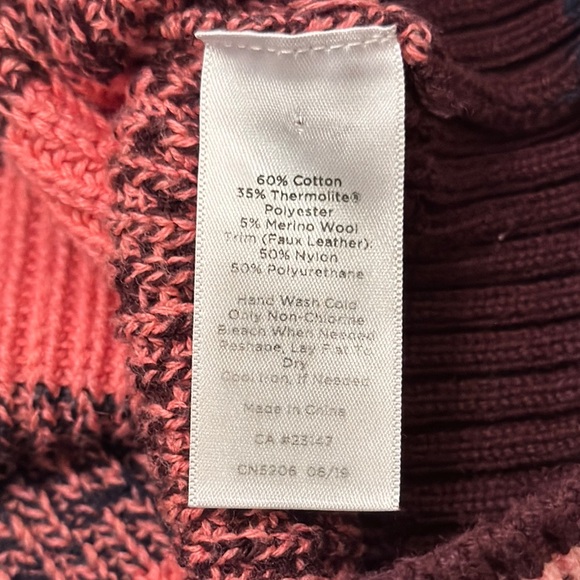 60% Cotton
35% Thermolite®
Polyester
5% Merino Wool
Trim (Faux Leather):
50% Nylon
50% Polyurethane
Hand Wash Cold
Only Non-Chlorine
Bleach When Needed
Reshape, Lay Flat To
Dry
Cool Iron, If Needed
Made In China
CA #23147
CN5206 06/19